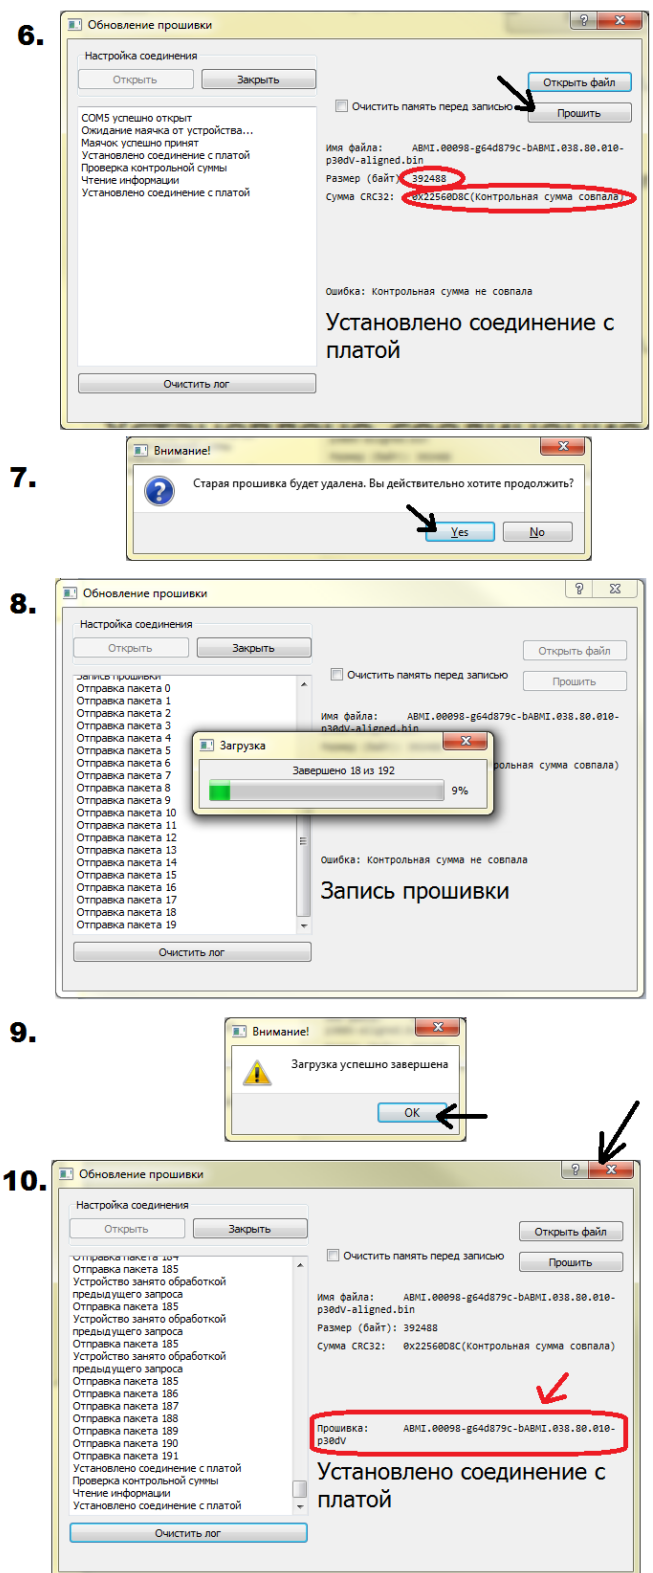 6.
Обновление прошивки
Настройка соединения
Открыть
Закрыть
COM5 успешно открыт
Ожидание маячка от устройства...
Маячок успешно принят
Установлено соединение с платой
Проверка контрольной суммы
Чтение информации
Установлено соединение с платой
Очистить лог
Открыть файл
Очистить память перед записью
Прошить
Имя файла: ABMI.00098-g64d879c-bABMI.038.80.010-
p30dV-aligned.bin
Размер (байт) 392488
Сумма CRC32: 0x22560D8C(Контрольная сумма совпала)
Ошибка: Контрольная сумма не совпала
Установлено соединение с
платой
7.
Внимание!
Старая прошивка будет удалена. Вы действительно хотите продолжить?
Yes
No
8.
Обновление прошивки
Настройка соединения
Открыть
Закрыть
Запись прошивки
Отправка пакета 0
Отправка пакета 1
Отправка пакета 2
Отправка пакета 3
Отправка пакета 4
Отправка пакета 5
Отправка пакета 6
Отправка пакета 7
Отправка пакета 8
Отправка пакета 9
Отправка пакета 10
Отправка пакета 11
Отправка пакета 12
Отправка пакета 13
Отправка пакета 14
Отправка пакета 15
Отправка пакета 16
Отправка пакета 17
Отправка пакета 18
Отправка пакета 19
Очистить лог
Открыть файл
Очистить память перед записью
Прошить
Имя файла: ABMI.00098-g64d879c-bABMI.038.80.010-
p30dV-aligned.bin
сумма совпала)
Загрузка
Завершено 18 из 192
9%
Ошибка: Контрольная сумма не совпала
Запись прошивки
9.
Внимание!
Загрузка успешно завершена
OK
10.
Обновление прошивки
Настройка соединения
Открыть
Закрыть
Отправка пакета 184
Отправка пакета 185
Устройство занято обработкой
предыдущего запроса
Отправка пакета 185
Устройство занято обработкой
предыдущего запроса
Отправка пакета 185
Устройство занято обработкой
предыдущего запроса
Отправка пакета 185
Отправка пакета 186
Отправка пакета 187
Отправка пакета 188
Отправка пакета 189
Отправка пакета 190
Отправка пакета 191
Установлено соединение с платой
Проверка контрольной суммы
Чтение информации
Установлено соединение с платой
Очистить лог
Открыть файл
Очистить память перед записью
Прошить
Имя файла: ABMI.00098-g64d879c-bABMI.038.80.010-
p30dV-aligned.bin
Размер (байт): 392488
Сумма CRC32: 0x22560D8C(Контрольная сумма совпала)
Прошивка: ABMI.00098-g64d879c-bABMI.038.80.010-
p30dV
Установлено соединение с
платой